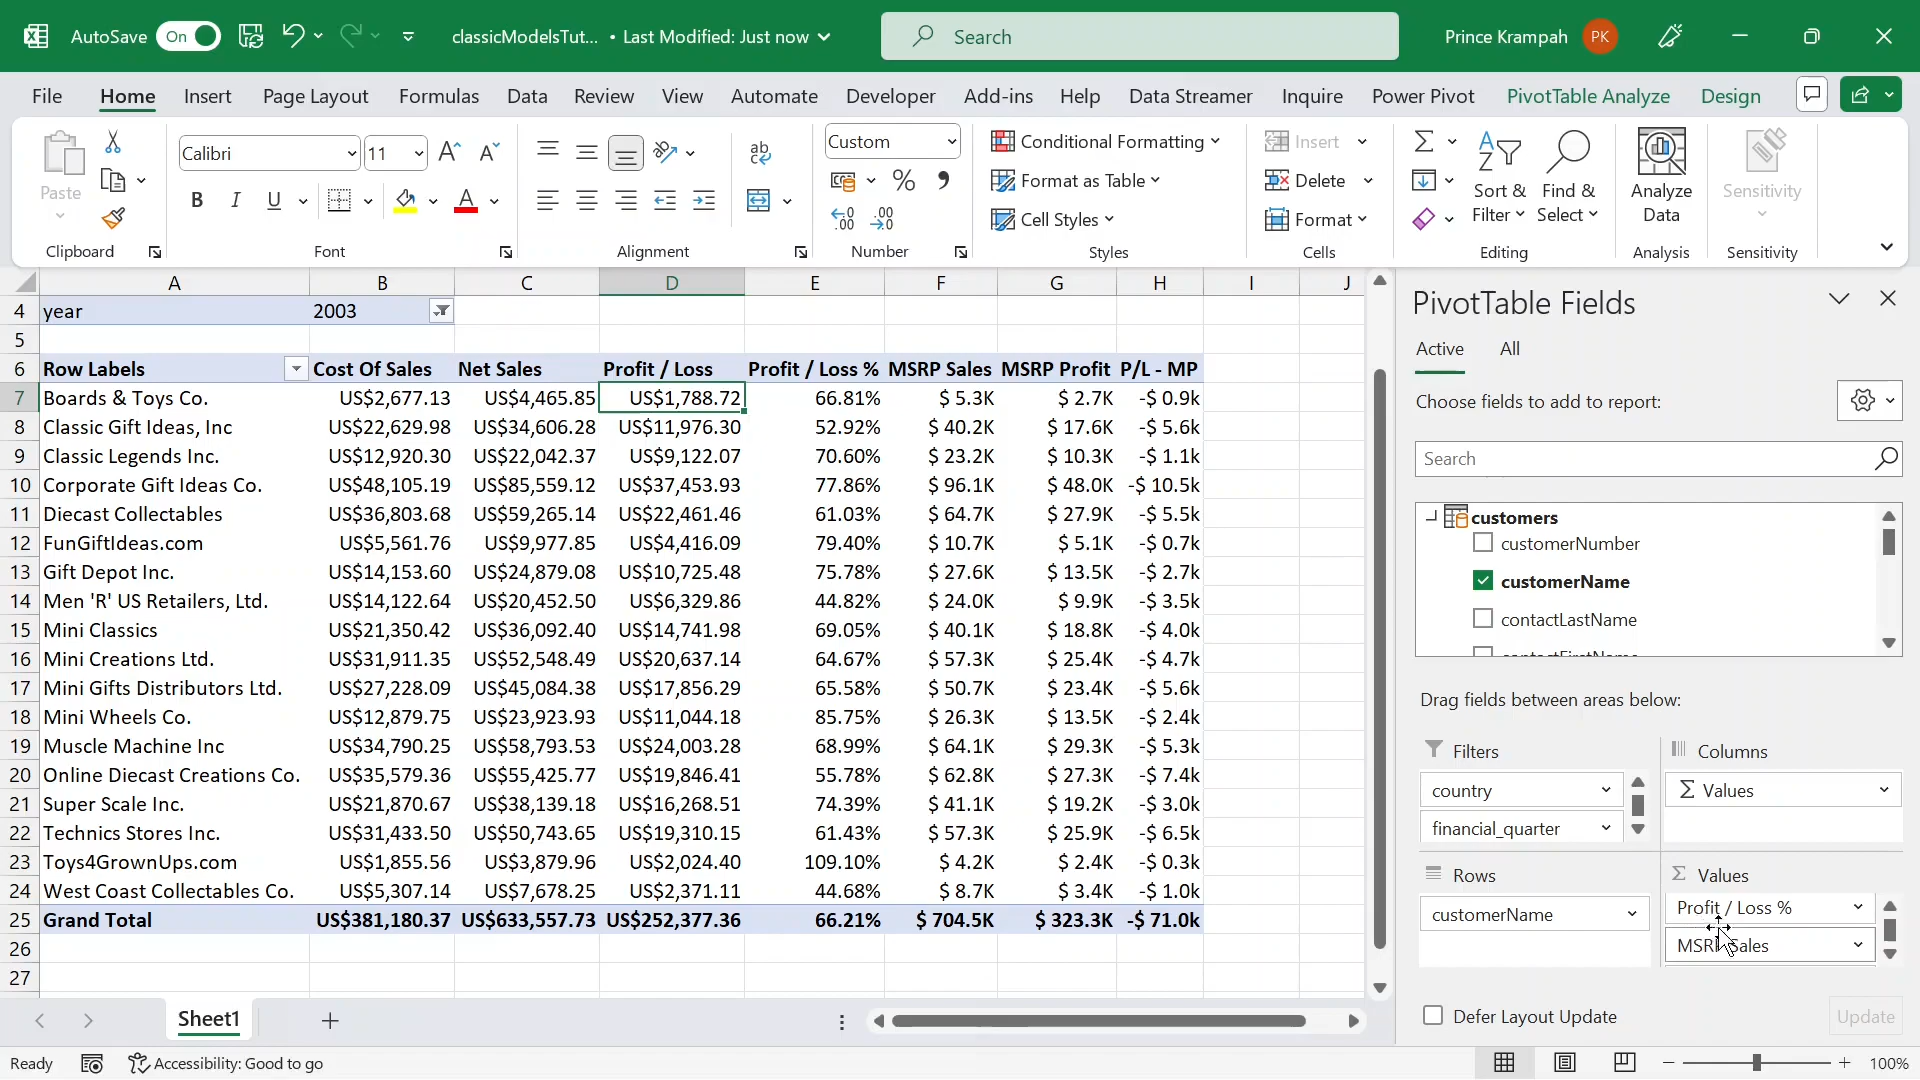 AutoSave On classicModelsTut... • Last Modified: Just now Search Prince Krampah PK
File Home Insert Page Layout Formulas Data Review View Automate Developer Add-ins Help Data Streamer Inquire Power Pivot PivotTable Analyze Design
Paste
Clipboard
Calibri 11
B I U
Font
ab
Alignment
Custom
Number
Conditional Formatting
Format as Table
Cell Styles
Styles
Insert
Delete
Format
Cells
Sort & Filter
Find & Select
Editing
Analyze Data
Analysis
Sensitivity
Sensitivity
A B C D E F G H I J
4 year 2003
5
6 Row Labels Cost Of Sales Net Sales Profit / Loss Profit / Loss % MSRP Sales MSRP Profit P/L - MP
7 Boards & Toys Co. US$2,677.13 US$4,465.85 US$1,788.72 66.81% $ 5.3K $ 2.7K -$ 0.9k
8 Classic Gift Ideas, Inc US$22,629.98 US$34,606.28 US$11,976.30 52.92% $ 40.2K $ 17.6K -$ 5.6k
9 Classic Legends Inc. US$12,920.30 US$22,042.37 US$9,122.07 70.60% $ 23.2K $ 10.3K -$ 1.1k
10 Corporate Gift Ideas Co. US$48,105.19 US$85,559.12 US$37,453.93 77.86% $ 96.1K $ 48.0K -$ 10.5k
11 Diecast Collectables US$36,803.68 US$59,265.14 US$22,461.46 61.03% $ 64.7K $ 27.9K -$ 5.5k
12 FunGiftIdeas.com US$5,561.76 US$9,977.85 US$4,416.09 79.40% $ 10.7K $ 5.1K -$ 0.7k
13 Gift Depot Inc. US$14,153.60 US$24,879.08 US$10,725.48 75.78% $ 27.6K $ 13.5K -$ 2.7k
14 Men 'R' US Retailers, Ltd. US$14,122.64 US$20,452.50 US$6,329.86 44.82% $ 24.0K $ 9.9K -$ 3.5k
15 Mini Classics US$21,350.42 US$36,092.40 US$14,741.98 69.05% $ 40.1K $ 18.8K -$ 4.0k
16 Mini Creations Ltd. US$31,911.35 US$52,548.49 US$20,637.14 64.67% $ 57.3K $ 25.4K -$ 4.7k
17 Mini Gifts Distributors Ltd. US$27,228.09 US$45,084.38 US$17,856.29 65.58% $ 50.7K $ 23.4K -$ 5.6k
18 Mini Wheels Co. US$12,879.75 US$23,923.93 US$11,044.18 85.75% $ 26.3K $ 13.5K -$ 2.4k
19 Muscle Machine Inc US$34,790.25 US$58,793.53 US$24,003.28 68.99% $ 64.1K $ 29.3K -$ 5.3k
20 Online Diecast Creations Co. US$35,579.36 US$55,425.77 US$19,846.41 55.78% $ 62.8K $ 27.3K -$ 7.4k
21 Super Scale Inc. US$21,870.67 US$38,139.18 US$16,268.51 74.39% $ 41.1K $ 19.2K -$ 3.0k
22 Technics Stores Inc. US$31,433.50 US$50,743.65 US$19,310.15 61.43% $ 57.3K $ 25.9K -$ 6.5k
23 Toys4GrownUps.com US$1,855.56 US$3,879.96 US$2,024.40 109.10% $ 4.2K $ 2.4K -$ 0.3k
24 West Coast Collectables Co. US$5,307.14 US$7,678.25 US$2,371.11 44.68% $ 8.7K $ 3.4K -$ 1.0k
25 Grand Total US$381,180.37 US$633,557.73 US$252,377.36 66.21% $ 704.5K $ 323.3K -$ 71.0k
26
27
PivotTable Fields
Active All
Choose fields to add to report:
Search
customers
customerNumber
customerName
contactLastName
contactFirstName
Drag fields between areas below:
Filters
country
financial_quarter
Columns
Σ Values
Rows
customerName
Σ Values
Profit / Loss %
MSRP Sales
Defer Layout Update Update
Sheet1
Ready Accessibility: Good to go 100%